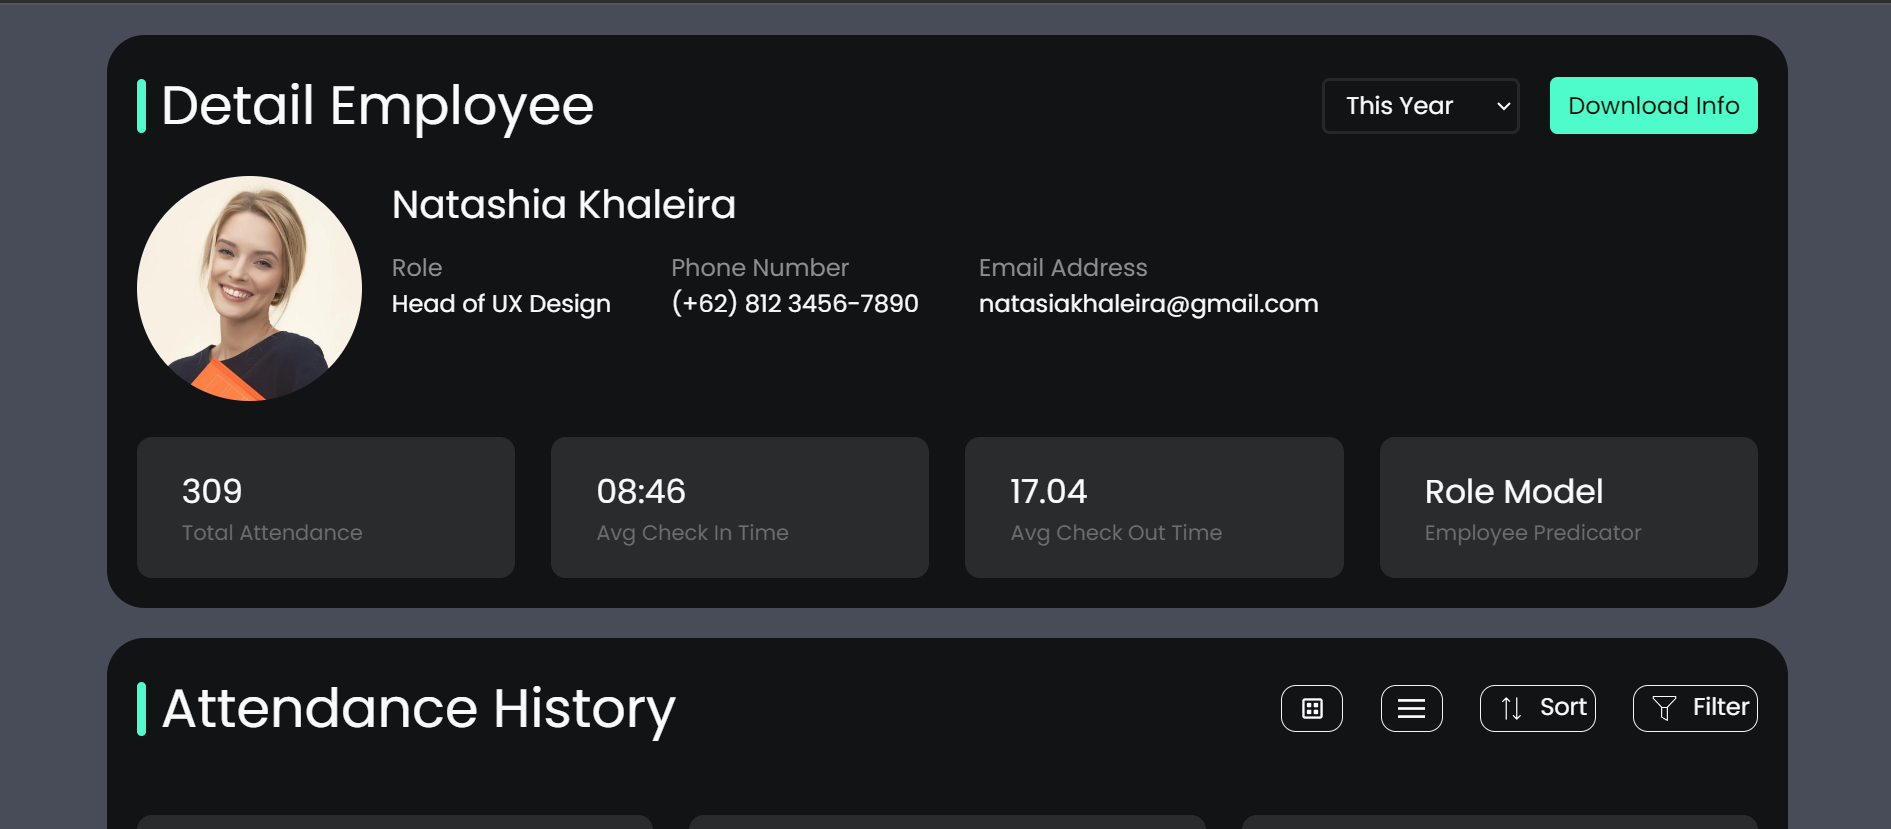 Detail Employee
This Year
Download Info
Natashia Khaleira
Role
Phone Number
Email Address
Head of UX Design
(+62) 812 3456-7890
natasiakhaleira@gmail.com
309
08:46
17.04
Role Model
Total Attendance
Avg Check In Time
Avg Check Out Time
Employee Predicator
Attendance History
Sort
Filter